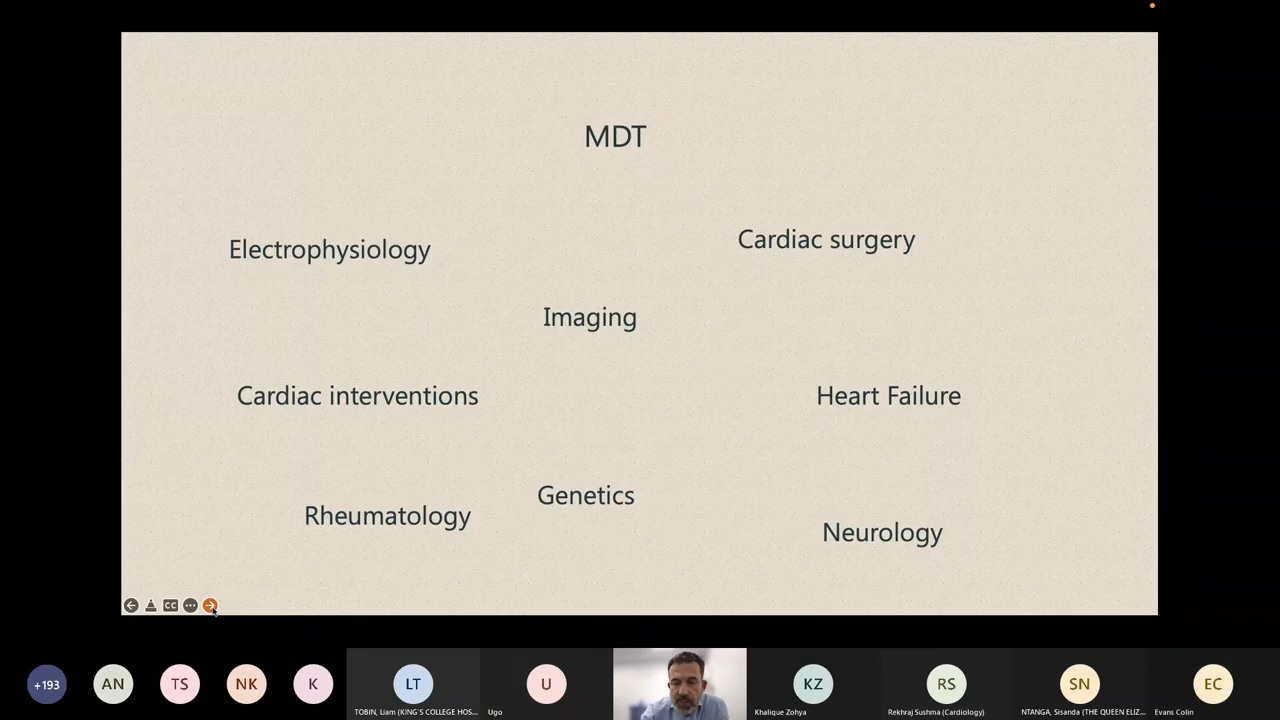 MDT
Electrophysiology
Cardiac surgery
Imaging
Cardiac interventions
Heart Failure
Genetics
Rheumatology
Neurology
CC
+193
AN
TS
NK
K
LT
U
KZ
RS
SN
EC
TOBIN, Liam (KING'S COLLEGE HOS...
Ugo
Khalique Zohya
Rekhraj Sushma (Cardiology)
NTANGA, Sisanda (THE QUEEN ELIZ...
Evans Colin